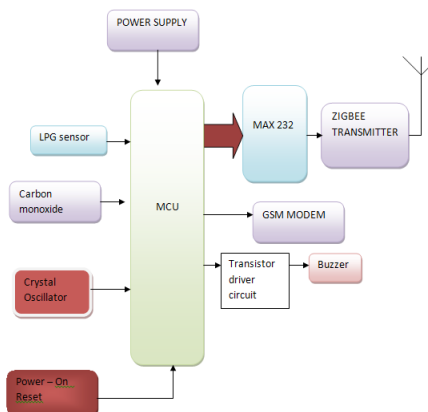 POWER SUPPLY
LPG sensor
Carbon
monoxide
Crystal
Oscillator
Power – On
Reset
MCU
MAX 232
ZIGBEE
TRANSMITTER
GSM MODEM
Transistor
driver
circuit
Buzzer